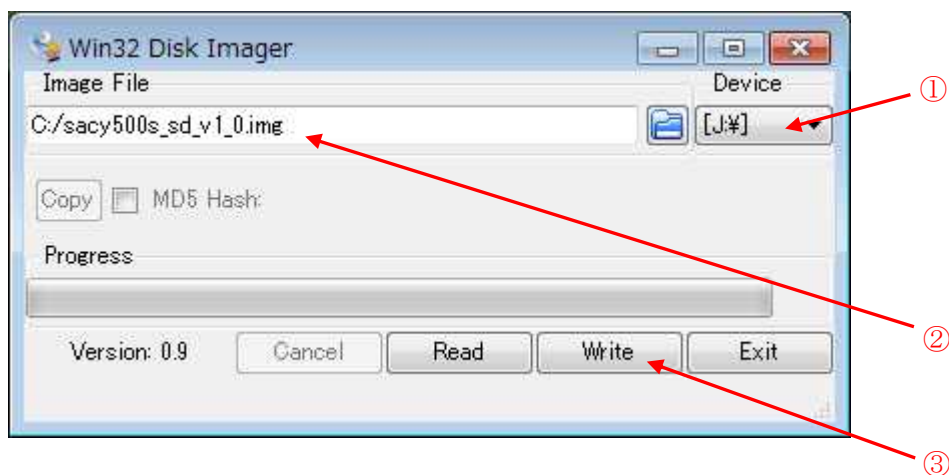 Win32 Disk Imager
Image File
Device
①
C:/sacy500s_sd_v1_0.img
[J:¥]
Copy
MD5 Hash:
Progress
②
Version: 0.9
Cancel
Read
Write
Exit
③